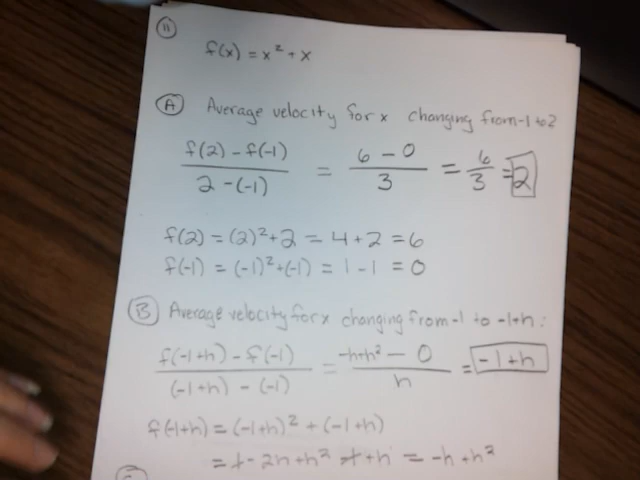 11
f(x) = x² + x
A Average velocity for x changing from -1 to 2
f(2) - f(-1) / 2 - (-1) = 6 - 0 / 3 = 6/3 = 2
f(2) = (2)² + 2 = 4 + 2 = 6
f(-1) = (-1)² + (-1) = 1 - 1 = 0
B Average velocity for x changing from -1 to -1+h:
f(-1+h) - f(-1) / (-1+h) - (-1) = -h+h² - 0 / h = -1+h
f(-1+h) = (-1+h)² + (-1+h)
= 1 - 2h + h² - 1 + h = -h + h²